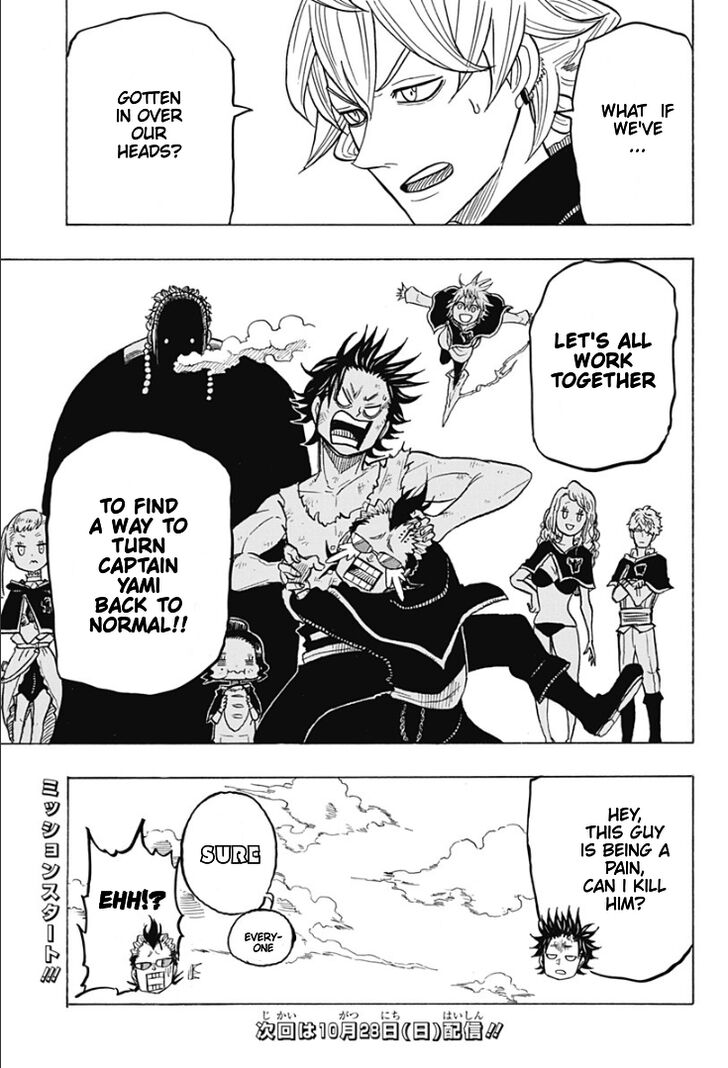 WHAT IF
WE'VE
...
GOTTEN
IN OVER
OUR
HEADS?
LET'S ALL
WORK
TOGETHER
TO FIND
A WAY TO
TURN
CAPTAIN
YAMI
BACK TO
NORMAL!!
HEY,
THIS GUY
IS BEING A
PAIN,
CAN I KILL
HIM?
SURE
EVERY-
ONE
EHH!?
ミッションスタート!!!
じかい がつ にち はいしん
次回は10月28日(日)配信!!